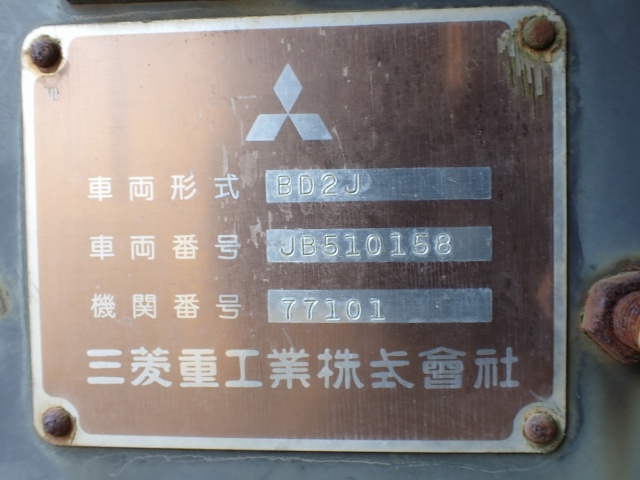 車両形式 BD2J
車両番号 JB510158
機関番号 77101
三菱重工業株式會社